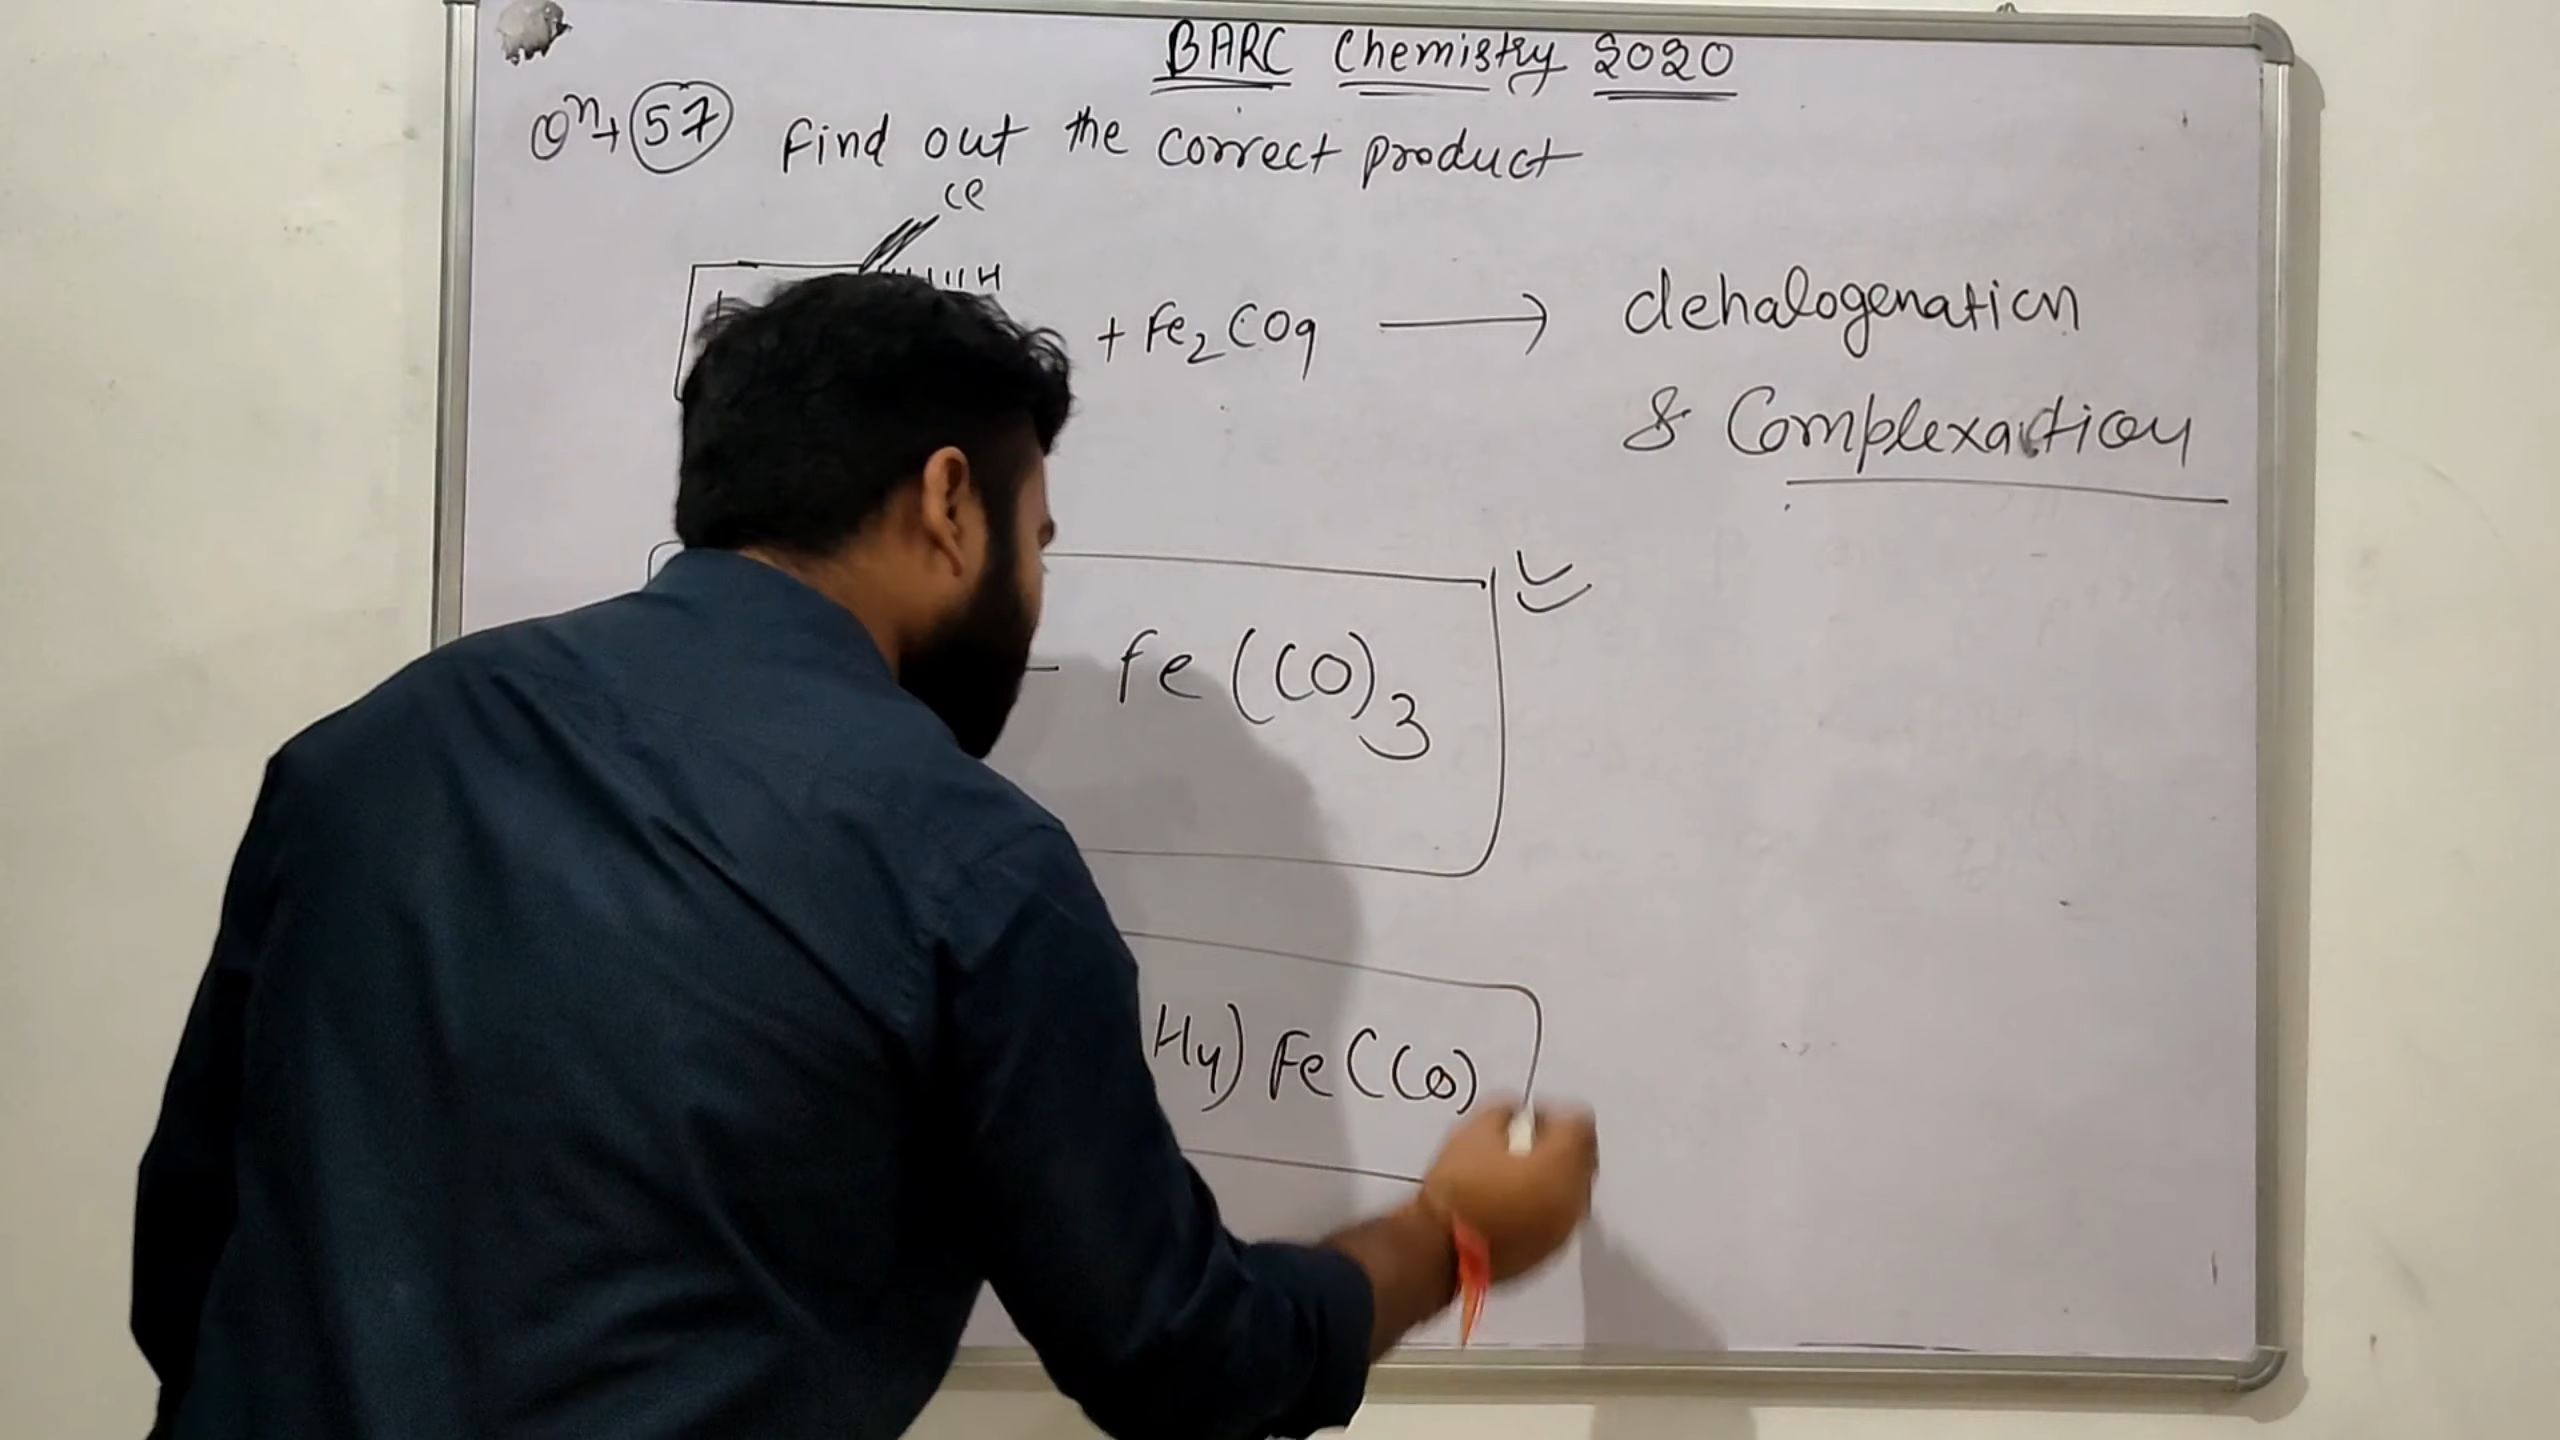 BARC Chemistry 2020
Qn+ 57 Find out the correct product
Cl
H
+ Fe2CO9 → dehalogenation
& Complexation
- Fe(CO)3
H4) Fe(CO)